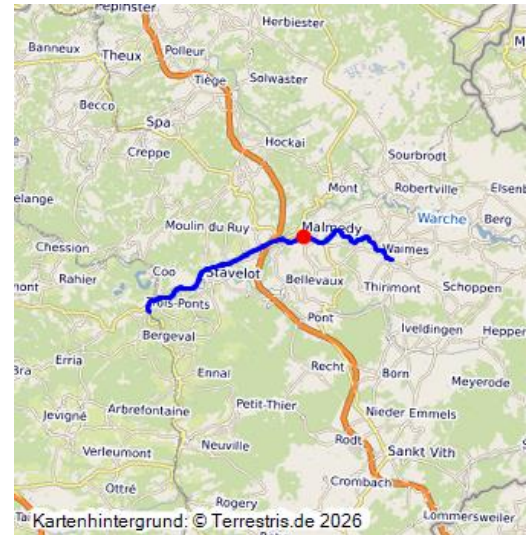 Pepinster
Herbiester
Banneux
Theux
Polleur
Tiège
Solwaster
Becco
Spa
Hockai
Creppe
Sourbrodt
Mont
Robertville
Elsenb
elange
Moulin du Ruy
Malmedy
Warche
Berg
Chession
Waimes
Coo
Stavelot
Rahier
Bellevaux
Thirimont
Schoppen
mont
Trois-Ponts
Pont
Iveldingen
Hepper
Bergeval
Erria
Ennal
Recht
Born
Bra
Meyerode
Petit-Thier
Jevigné
Arbrefontaine
Nieder Emmels
Neuville
Rodt
Sankt Vith
Verleumont
Ottré
Crombach
Rogery
Lommersweiler
Tai
Kartenhintergrund: © Terrestris.de 2026